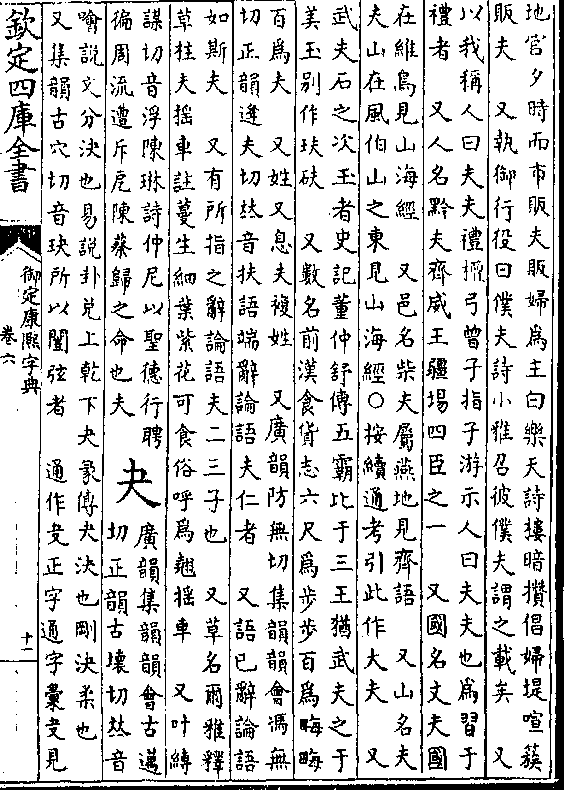 地官夕時而市販夫販婦為主白樂天詩摟暗攢倡婦堤喧簇
販夫　又執御行役曰僕夫詩小雅召彼僕夫謂之載矣　又
以我稱人曰夫夫禮檀弓曾子指子游示人曰夫夫也為習于
禮者　又人名黔夫齊威王疆場四臣之一　又國名丈夫國
在維鳥見山海經　又邑名柴夫屬燕地見齊語　又山名夫
夫山在風伯山之東見山海經○按續通考引此作大夫　又
武夫石之次玉者史記董仲舒傳五霸比于三王猶武夫之于
美玉别作玞砆　又數名前漢食貨志六尺為步步百為畮畮
百為夫　又姓又息夫複姓　又廣韻防無切集韻韻會馮無
切正韻逢夫切𠀤音扶語端辭論語夫仁者　又語已辭論語
如斯夫　又有所指之辭論語夫二三子也　又草名爾雅釋
草柱夫摇車註蔓生細葉紫花可食俗呼為翹摇車　又叶縛
謀切音浮陳琳詩仲尼以聖德行聘
徧周流遭斥戹陳蔡歸之命也夫
夬
廣韻集韻韻會古邁
切正韻古壊切𠀤音
噲說文分決也易說卦兌上乾下夬彖傳夬決也剛決柔也
又集韻古穴切音玦所以闓弦者　通作叏正字通字彙叏見
欽定四庫全書
御定康熙字典
卷六
十一